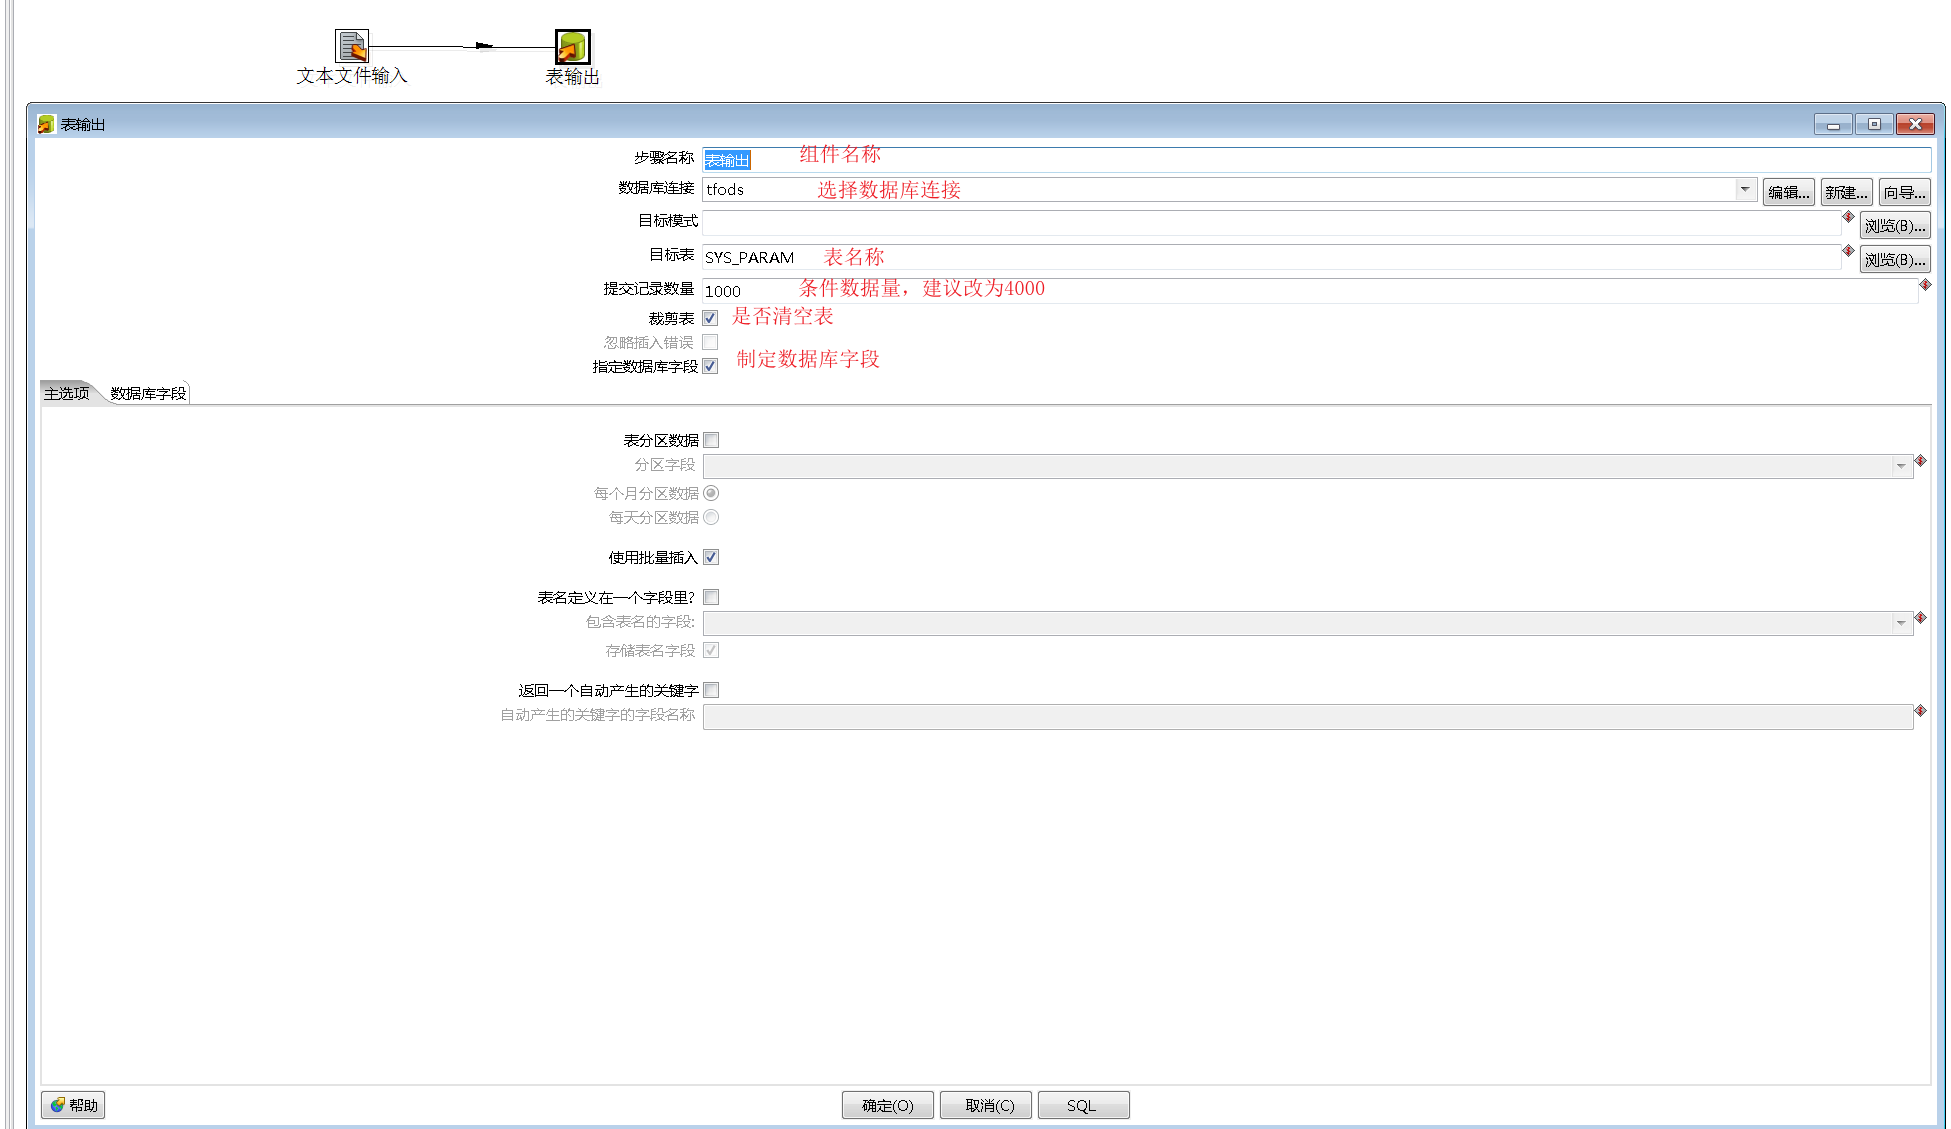 文本文件输入
表输出
表输出
步骤名称 表输出 组件名称
数据库连接 tfods 选择数据库连接 编辑... 新建... 向导...
目标模式 浏览(B)...
目标表 SYS_PARAM 表名称 浏览(B)...
提交记录数量 1000 条件数据量，建议改为4000
裁剪表 是否清空表
忽略插入错误
指定数据库字段 制定数据库字段
主选项 数据库字段
表分区数据
分区字段
每个月分区数据
每天分区数据
使用批量插入
表名定义在一个字段里?
包含表名的字段:
存储表名字段
返回一个自动产生的关键字
自动产生的关键字的字段名称
帮助 确定(O) 取消(C) SQL